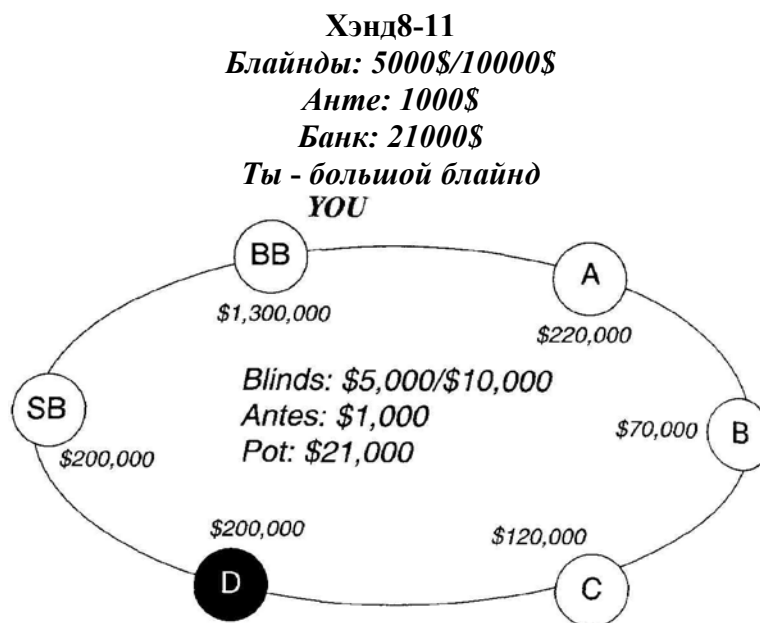 Хэнд8-11
Блайнды: 5000$/10000$
Анте: 1000$
Банк: 21000$
Ты - большой блайнд
YOU
BB
A
$1,300,000
$220,000
Blinds: $5,000/$10,000
SB
Antes: $1,000
$70,000
B
$200,000
Pot: $21,000
$200,000
$120,000
D
C